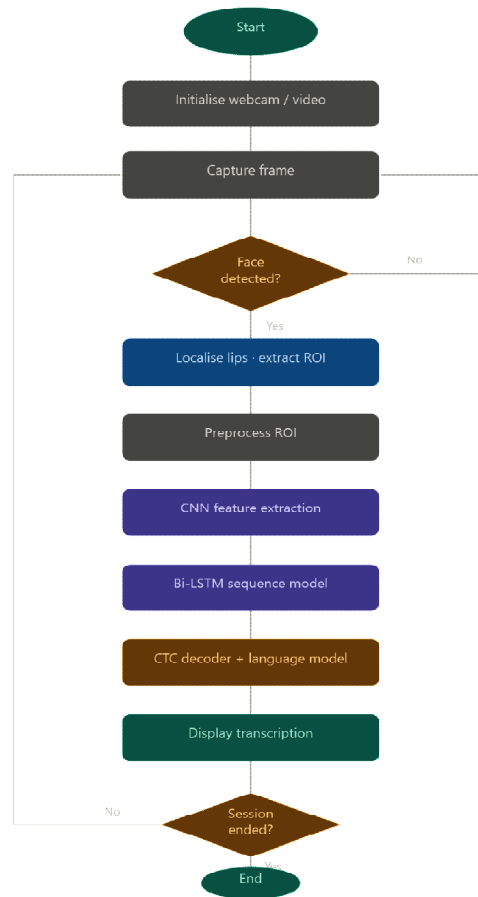 Start
Initialise webcam / video
Capture frame
Face
detected?
No
Yes
Localise lips · extract ROI
Preprocess ROI
CNN feature extraction
Bi-LSTM sequence model
CTC decoder + language model
Display transcription
Session
ended?
No
Yes
End